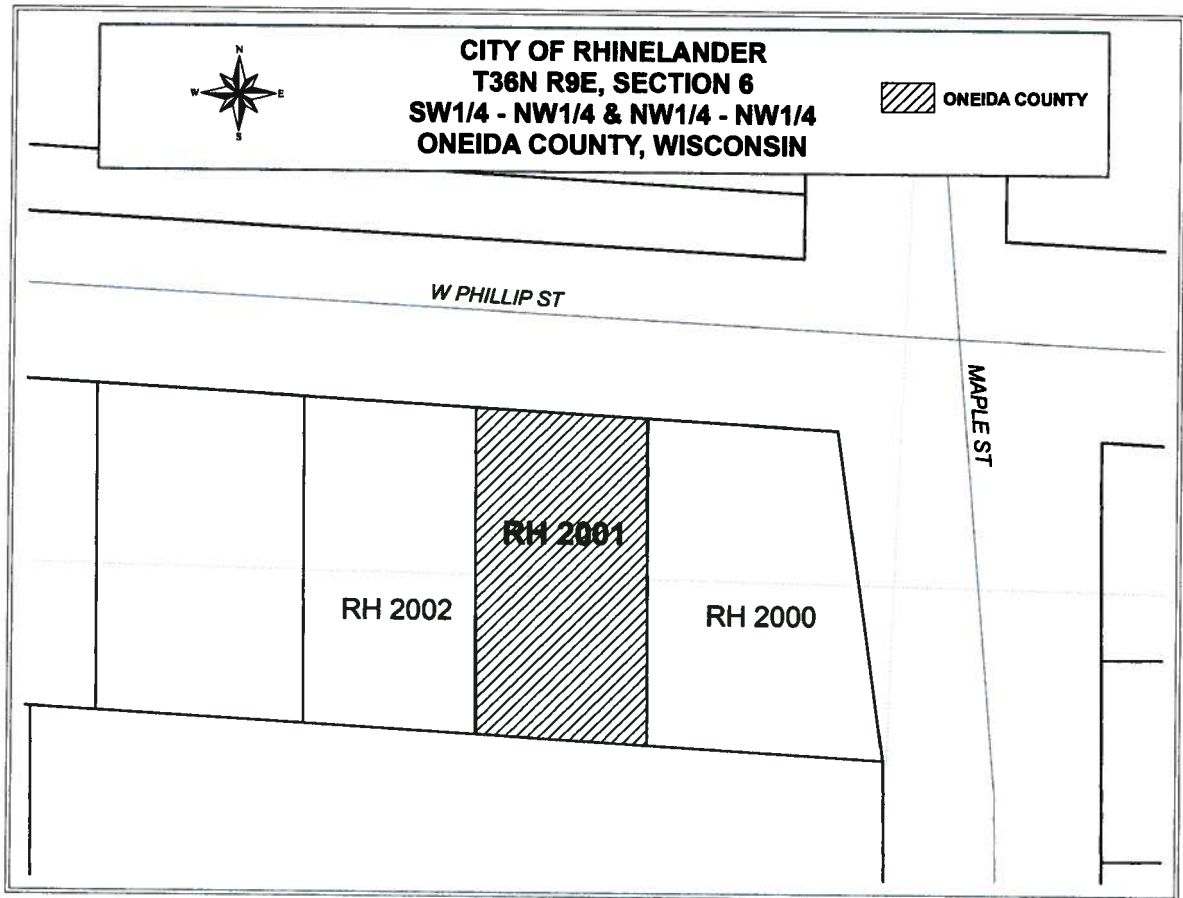 N
W
E
S
CITY OF RHINELANDER
T36N R9E, SECTION 6
SW1/4 - NW1/4 & NW1/4 - NW1/4
ONEIDA COUNTY, WISCONSIN
ONEIDA COUNTY
W PHILLIP ST
MAPLE ST
RH 2001
RH 2002
RH 2000